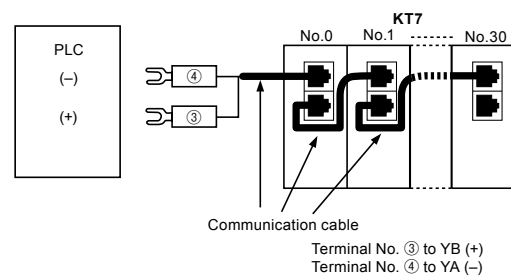 KT7
No.0 No.1 No.30
PLC
(–)
④
(+)
③
Communication cable
Terminal No. ③ to YB (+)
Terminal No. ④ to YA (–)